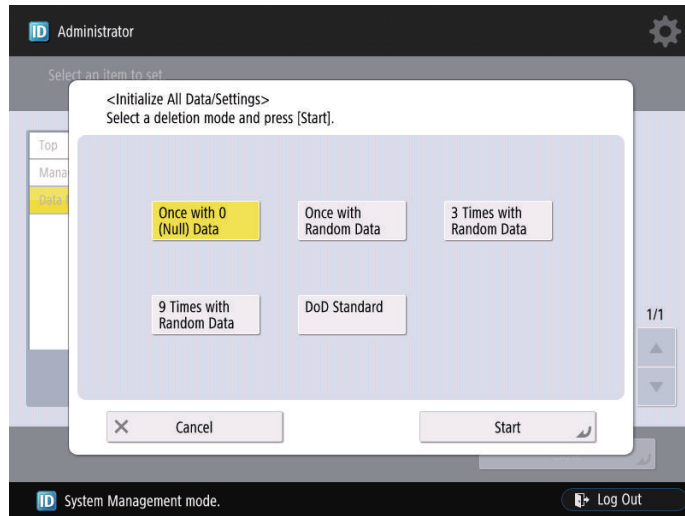 ID Administrator
Select an item to set.
<Initialize All Data/Settings>
Select a deletion mode and press [Start].
Top
Mana
Data
Once with 0
(Null) Data
Once with
Random Data
3 Times with
Random Data
9 Times with
Random Data
DoD Standard
1/1
Cancel
Start
ID System Management mode.
Log Out